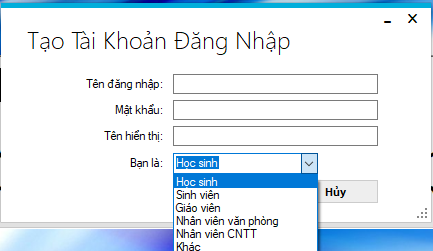 Tạo Tài Khoản Đăng Nhập
Tên đăng nhập:
Mật khẩu:
Tên hiển thị:
Bạn là: Học sinh
Học sinh
Sinh viên
Giáo viên
Nhân viên văn phòng
Nhân viên CNTT
Khác
Hủy